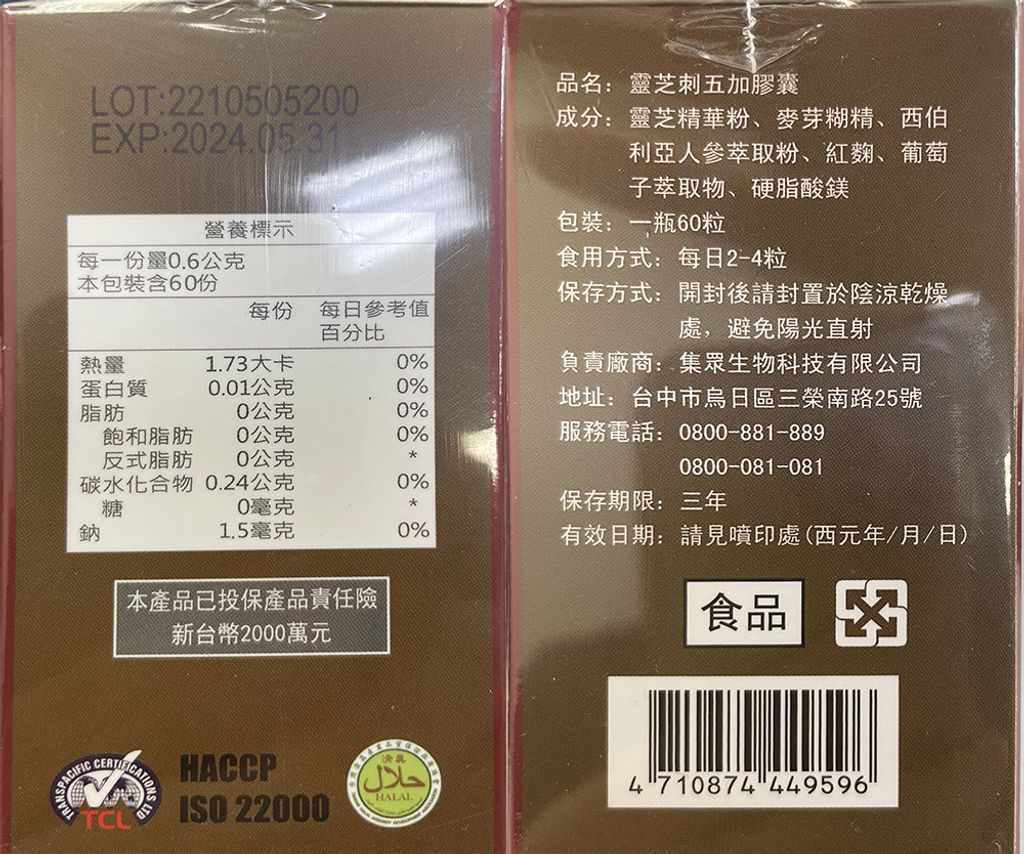 LOT:2210505200
EXP:2024.05.31
營養標示
每一份量0.6公克
本包裝含60份
每份 每日參考值
百分比
熱量 1.73大卡 0%
蛋白質 0.01公克 0%
脂肪 0公克 0%
飽和脂肪 0公克 0%
反式脂肪 0公克 *
碳水化合物 0.24公克 0%
糖 0毫克 *
鈉 1.5毫克 0%
本產品已投保產品責任險
新台幣2000萬元
TRANSPACIFIC CERTIFICATIONS LTD
TCL
HACCP
ISO 22000
清真
حلال
HALAL
品名：靈芝刺五加膠囊
成分：靈芝精華粉、麥芽糊精、西伯
利亞人參萃取粉、紅麴、葡萄
子萃取物、硬脂酸鎂
包裝：一瓶60粒
食用方式：每日2-4粒
保存方式：開封後請封置於陰涼乾燥
處，避免陽光直射
負責廠商：集眾生物科技有限公司
地址：台中市烏日區三榮南路25號
服務電話：0800-881-889
0800-081-081
保存期限：三年
有效日期：請見噴印處(西元年/月/日)
食品
4 710874 449596